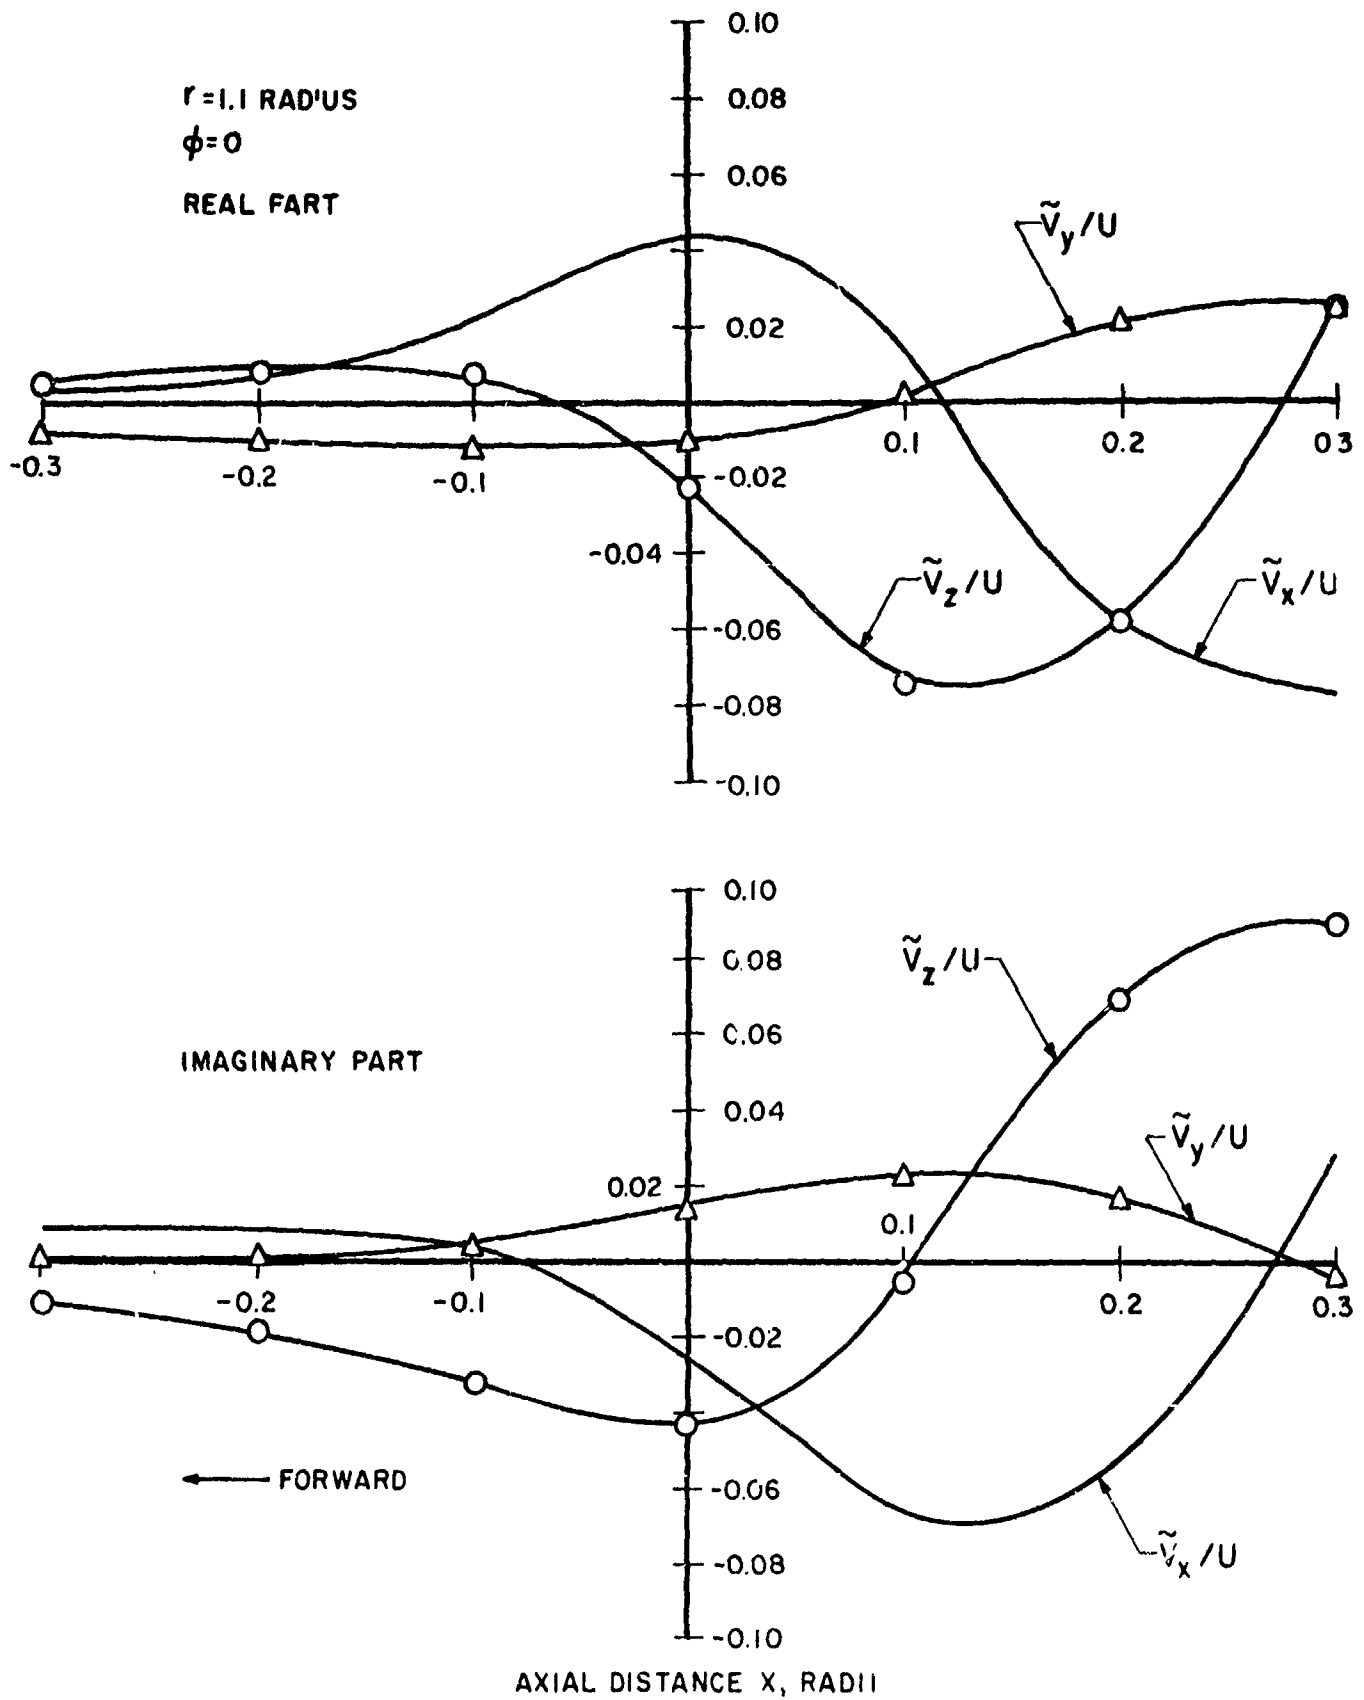 0.10
r=1.1 RAD'US
0.08
ϕ=0
0.06
REAL FART
Ṽy/U
0.02
-0.3
-0.2
-0.1
0.1
0.2
0.3
-0.02
-0.04
Ṽz/U
Ṽx/U
-0.06
-0.08
-0.10
0.10
Ṽz/U
0.08
0.06
IMAGINARY PART
0.04
Ṽy/U
0.02
0.1
-0.2
-0.1
0.2
0.3
-0.02
FORWARD
-0.06
Ṽx/U
-0.08
-0.10
AXIAL DISTANCE X, RADII